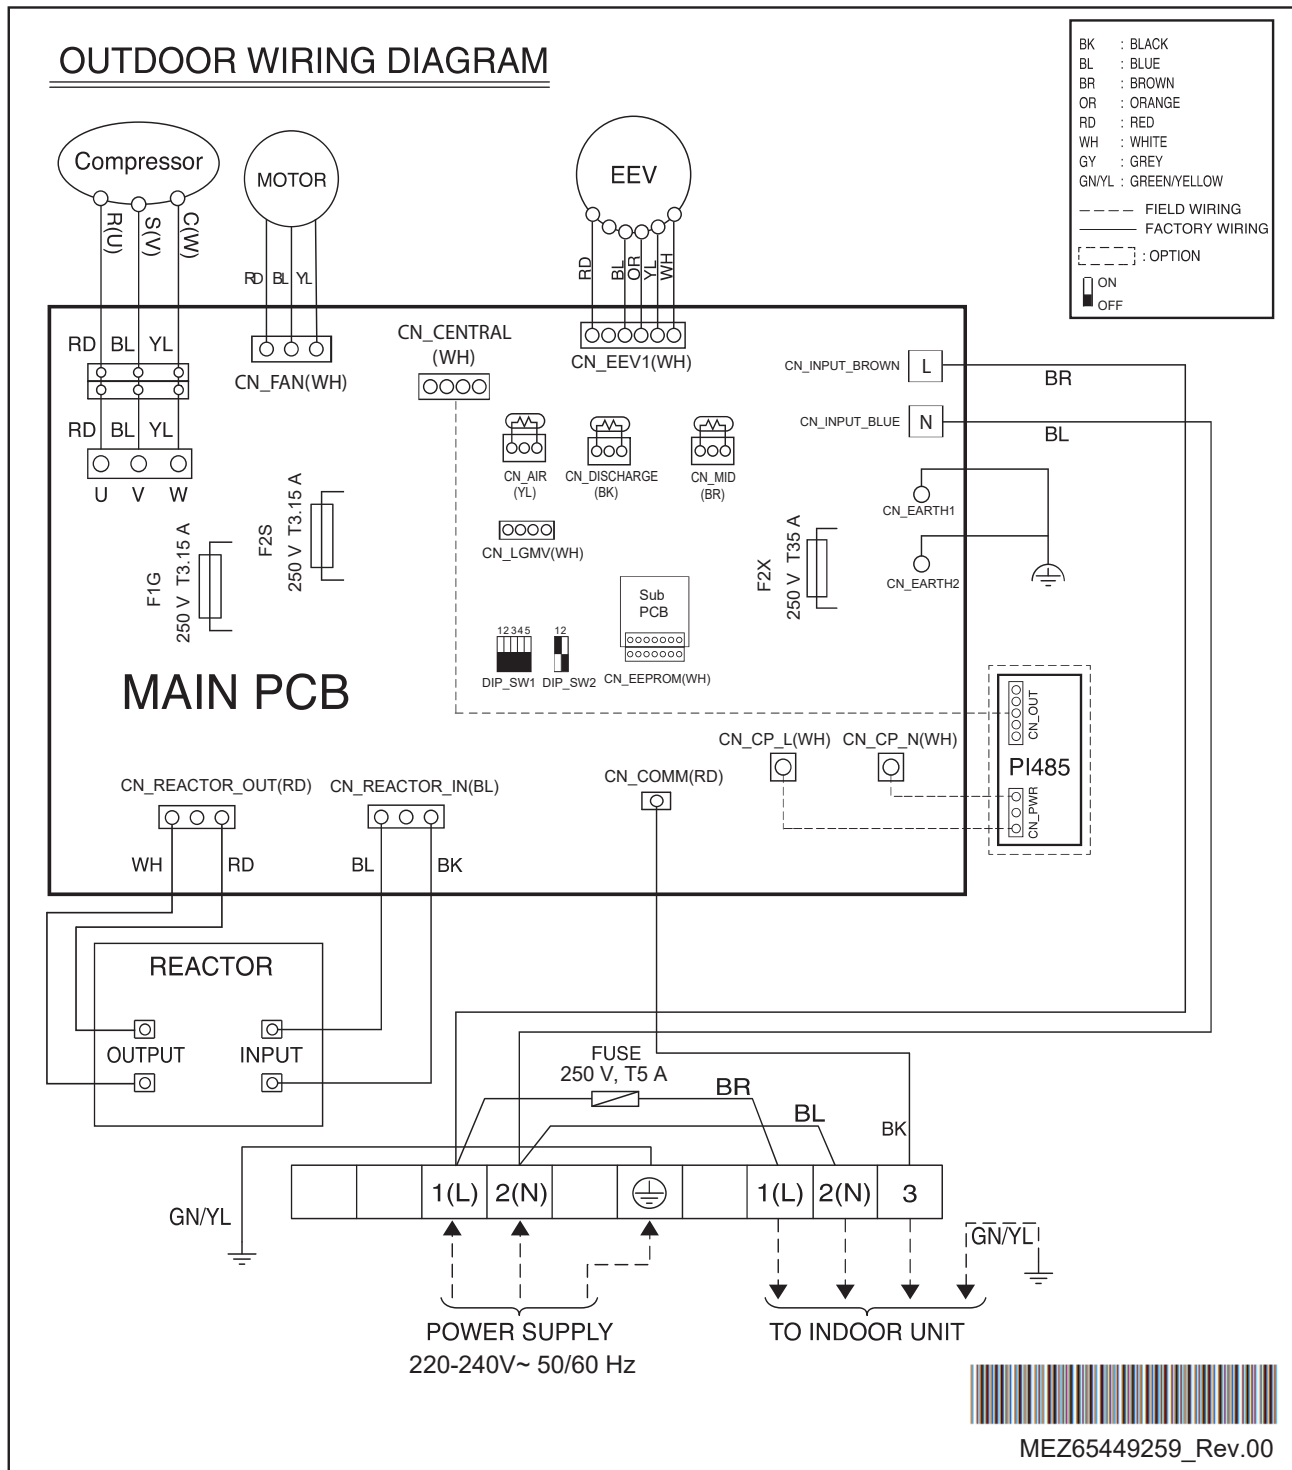 OUTDOOR WIRING DIAGRAM
BK : BLACK
BL : BLUE
BR : BROWN
OR : ORANGE
RD : RED
WH : WHITE
GY : GREY
GN/YL : GREEN/YELLOW
FIELD WIRING
FACTORY WIRING
: OPTION
ON
OFF
Compressor
R(U)
S(V)
C(W)
MOTOR
RD BL YL
EEV
RD
BL
OR
YL
WH
RD BL YL
RD BL YL
U V W
CN_FAN(WH)
CN_CENTRAL
(WH)
CN_EEV1(WH)
CN_INPUT_BROWN
L
BR
CN_INPUT_BLUE
N
BL
CN_AIR
(YL)
CN_DISCHARGE
(BK)
CN_MID
(BR)
CN_EARTH1
CN_EARTH2
F1G
250 V T3.15 A
F2S
250 V T3.15 A
CN_LGMV(WH)
F2X
250 V T35 A
Sub
PCB
12345
DIP_SW1
12
DIP_SW2
CN_EEPROM(WH)
MAIN PCB
CN_OUT
PI485
CN_PWR
CN_CP_L(WH)
CN_CP_N(WH)
CN_COMM(RD)
CN_REACTOR_OUT(RD)
CN_REACTOR_IN(BL)
WH
RD
BL
BK
REACTOR
OUTPUT
INPUT
FUSE
250 V, T5 A
BR
BL
BK
GN/YL
1(L) 2(N) 1(L) 2(N) 3
GN/YL
POWER SUPPLY
220-240V~ 50/60 Hz
TO INDOOR UNIT
MEZ65449259_Rev.00